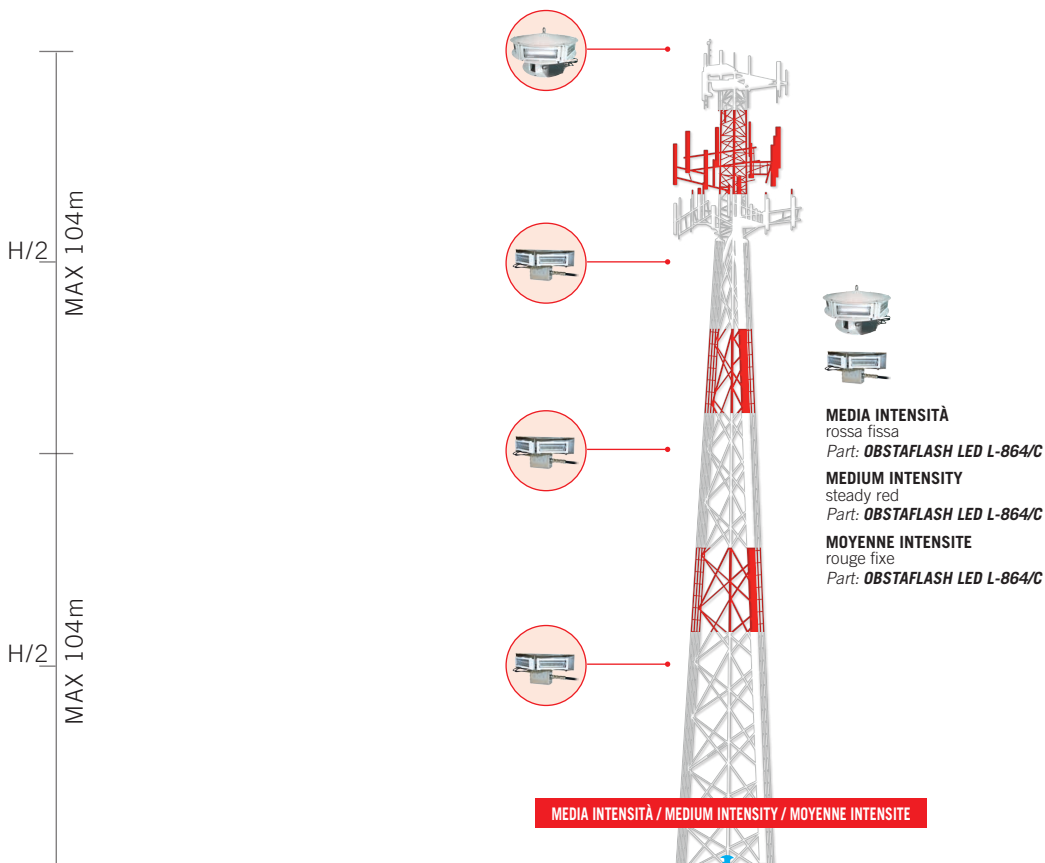 H/2
MAX 104m
H/2
MAX 104m
MEDIA INTENSITÀ
rossa fissa
Part: OBSTAFLASH LED L-864/C
MEDIUM INTENSITY
steady red
Part: OBSTAFLASH LED L-864/C
MOYENNE INTENSITE
rouge fixe
Part: OBSTAFLASH LED L-864/C
MEDIA INTENSITÀ / MEDIUM INTENSITY / MOYENNE INTENSITE